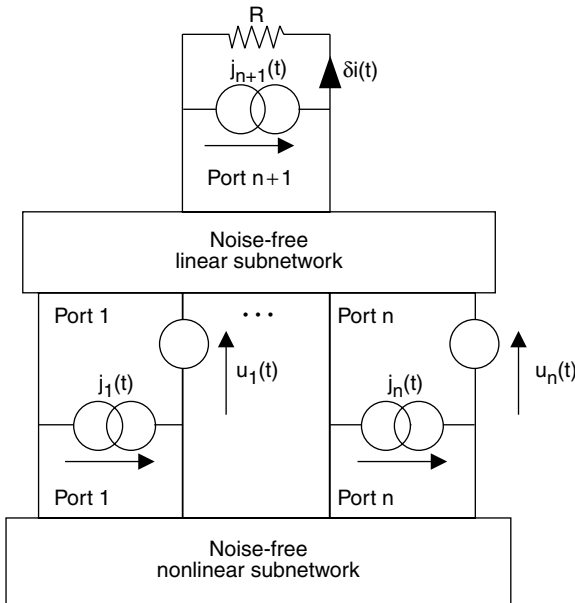 R
j_{n+1}(t)
δi(t)
Port n+1
Noise-free
linear subnetwork
Port 1
...
Port n
u_1(t)
u_n(t)
j_1(t)
j_n(t)
Port 1
Port n
Noise-free
nonlinear subnetwork